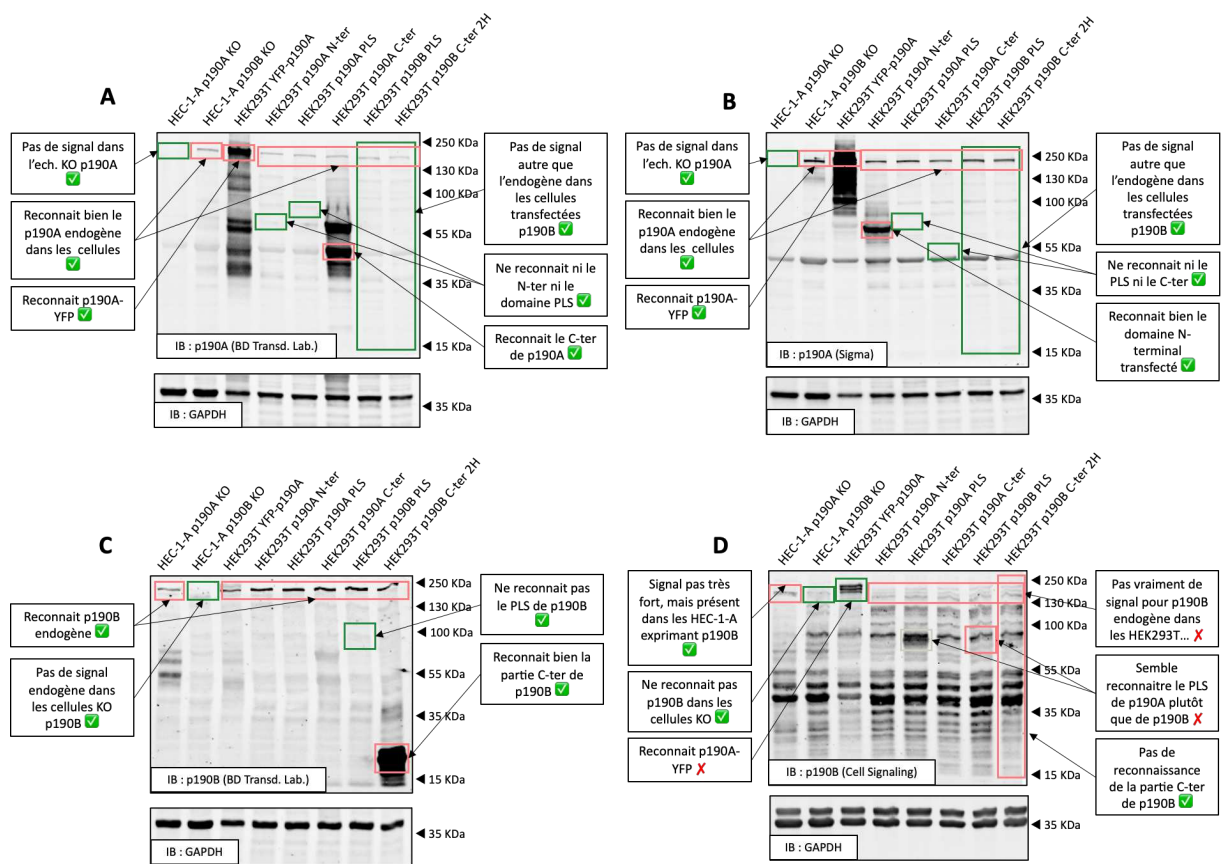 A
HEC-1-A p190A KO
HEC-1-A p190B KO
HEK293T YFP-p190A
HEK293T p190A N-ter
HEK293T p190A PLS
HEK293T p190A C-ter
HEK293T p190B PLS
HEK293T p190B C-ter 2H
Pas de signal dans
l'ech. KO p190A
✅
Reconnait bien le
p190A endogène
dans les cellules
✅
Reconnait p190A-
YFP ✅
250 KDa
130 KDa
100 KDa
55 KDa
35 KDa
15 KDa
IB : p190A (BD Transd. Lab.)
Pas de signal
autre que
l'endogène dans
les cellules
transfectées
p190B ✅
Ne reconnait ni le
N-ter ni le
domaine PLS ✅
Reconnait le C-ter
de p190A ✅
IB : GAPDH
35 KDa
B
HEC-1-A p190A KO
HEC-1-A p190B KO
HEK293T YFP-p190A
HEK293T p190A N-ter
HEK293T p190A PLS
HEK293T p190A C-ter
HEK293T p190B PLS
HEK293T p190B C-ter 2H
Pas de signal dans
l'ech. KO p190A
✅
Reconnait bien le
p190A endogène
dans les cellules
✅
Reconnait p190A-
YFP ✅
250 KDa
130 KDa
100 KDa
55 KDa
35 KDa
15 KDa
IB : p190A (Sigma)
Pas de signal
autre que
l'endogène dans
les cellules
transfectées
p190B ✅
Ne reconnait ni le
PLS ni le C-ter ✅
Reconnait bien le
domaine N-
terminal
transfecté ✅
IB : GAPDH
35 KDa
C
HEC-1-A p190A KO
HEC-1-A p190B KO
HEK293T YFP-p190A
HEK293T p190A N-ter
HEK293T p190A PLS
HEK293T p190A C-ter
HEK293T p190B PLS
HEK293T p190B C-ter 2H
Reconnait p190B
endogène ✅
Pas de signal
endogène dans
les cellules KO
p190B ✅
250 KDa
130 KDa
100 KDa
55 KDa
35 KDa
15 KDa
IB : p190B (BD Transd. Lab.)
Ne reconnait pas
le PLS de p190B
✅
Reconnait bien la
partie C-ter de
p190B ✅
IB : GAPDH
35 KDa
D
HEC-1-A p190A KO
HEC-1-A p190B KO
HEK293T YFP-p190A
HEK293T p190A N-ter
HEK293T p190A PLS
HEK293T p190A C-ter
HEK293T p190B PLS
HEK293T p190B C-ter 2H
Signal pas très
fort, mais présent
dans les HEC-1-A
exprimant p190B
✅
Ne reconnait pas
p190B dans les
cellules KO ✅
Reconnait p190A-
YFP ✗
250 KDa
130 KDa
100 KDa
55 KDa
35 KDa
15 KDa
IB : p190B (Cell Signaling)
Pas vraiment de
signal pour p190B
endogène dans
les HEK293T... ✗
Semble
reconnaitre le PLS
de p190A plutôt
que de p190B ✗
Pas de
reconnaissance
de la partie C-ter
de p190B ✅
IB : GAPDH
35 KDa